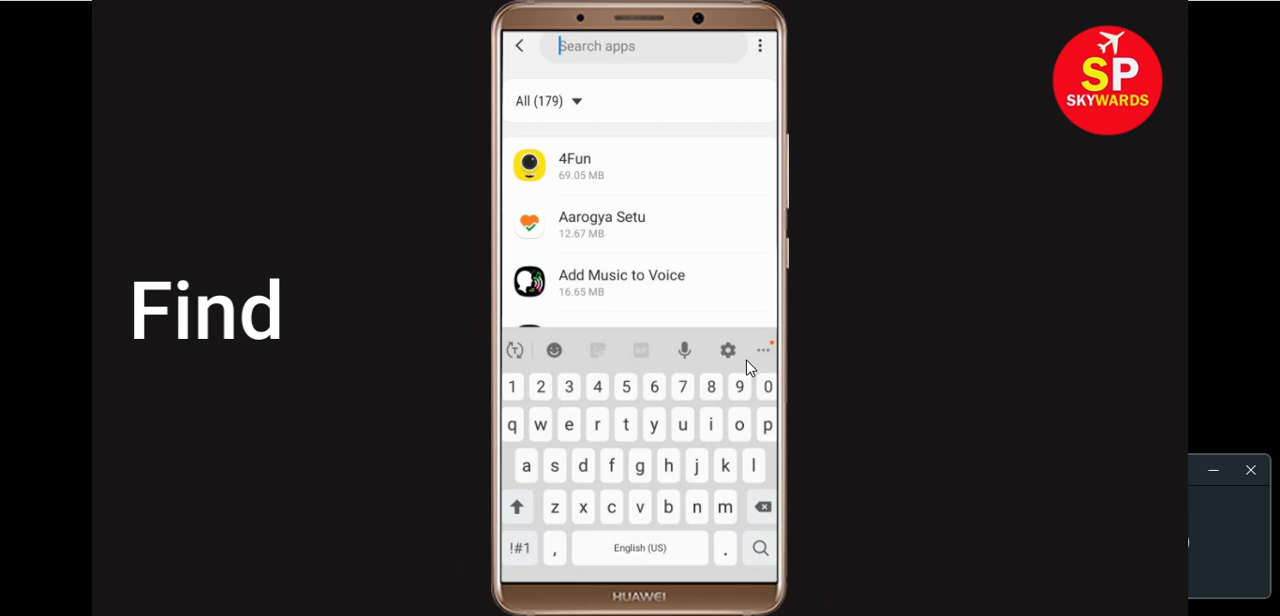 Search apps
SP
SKYWARDS
All (179)
4Fun
69.05 MB
Aarogya Setu
12.67 MB
Add Music to Voice
16.65 MB
Find
1 2 3 4 5 6 7 8 9 0
q w e r t y u i o p
a s d f g h j k l
z x c v b n m
!#1 , English (US) .
HUAWEI